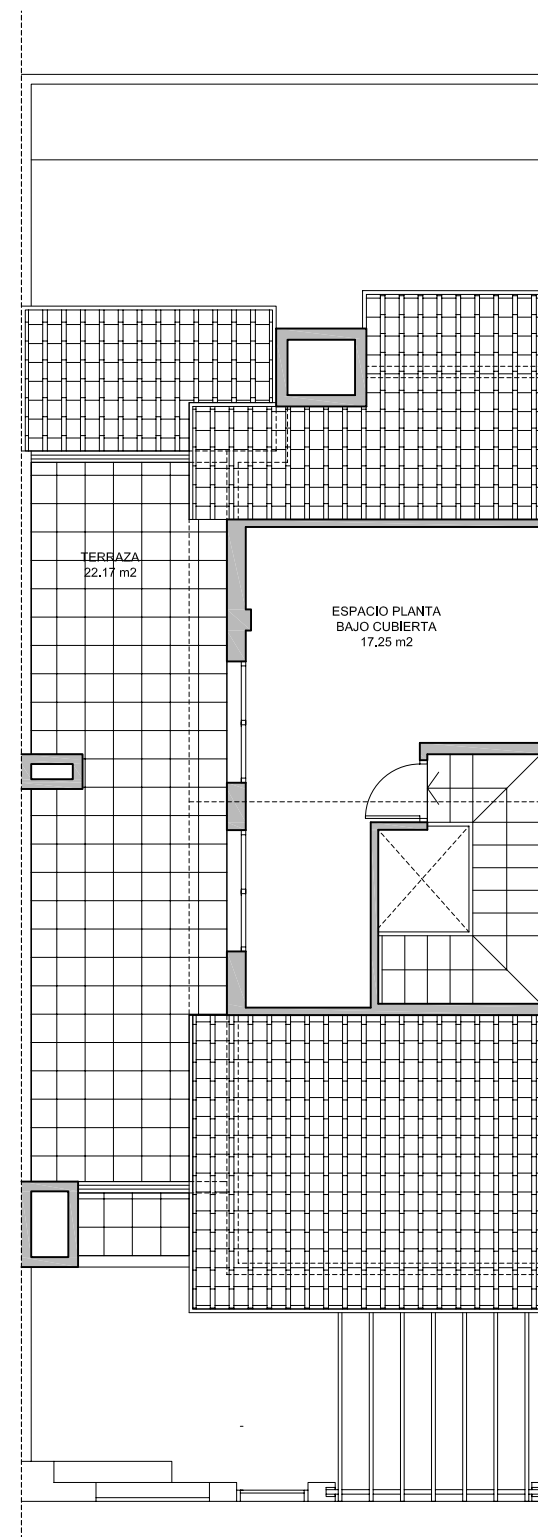 TERRAZA
22.17 m2
ESPACIO PLANTA
BAJO CUBIERTA
17.25 m2